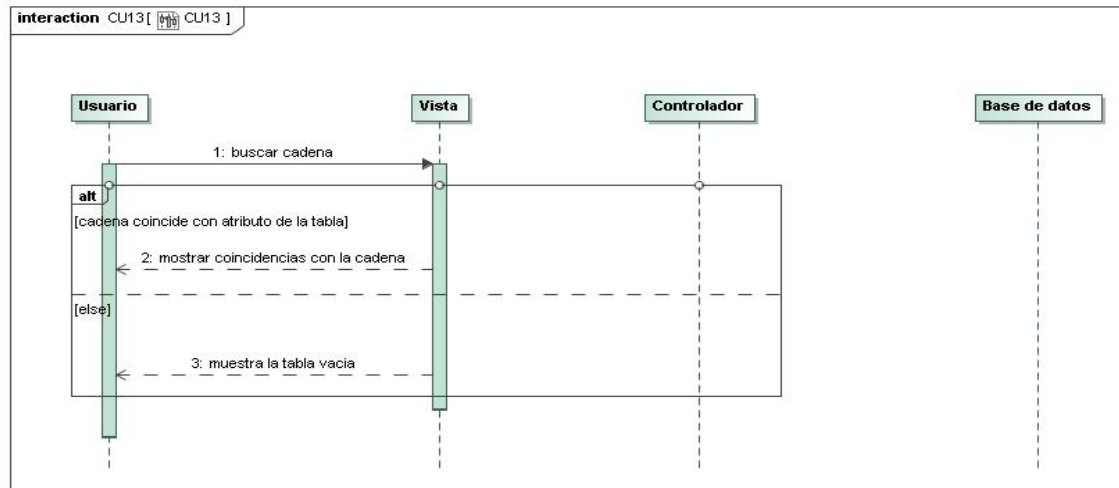 interaction CU13 [ CU13 ]
Usuario
Vista
Controlador
Base de datos
1: buscar cadena
alt
[cadena coincide con atributo de la tabla]
2: mostrar coincidencias con la cadena
[else]
3: muestra la tabla vacia